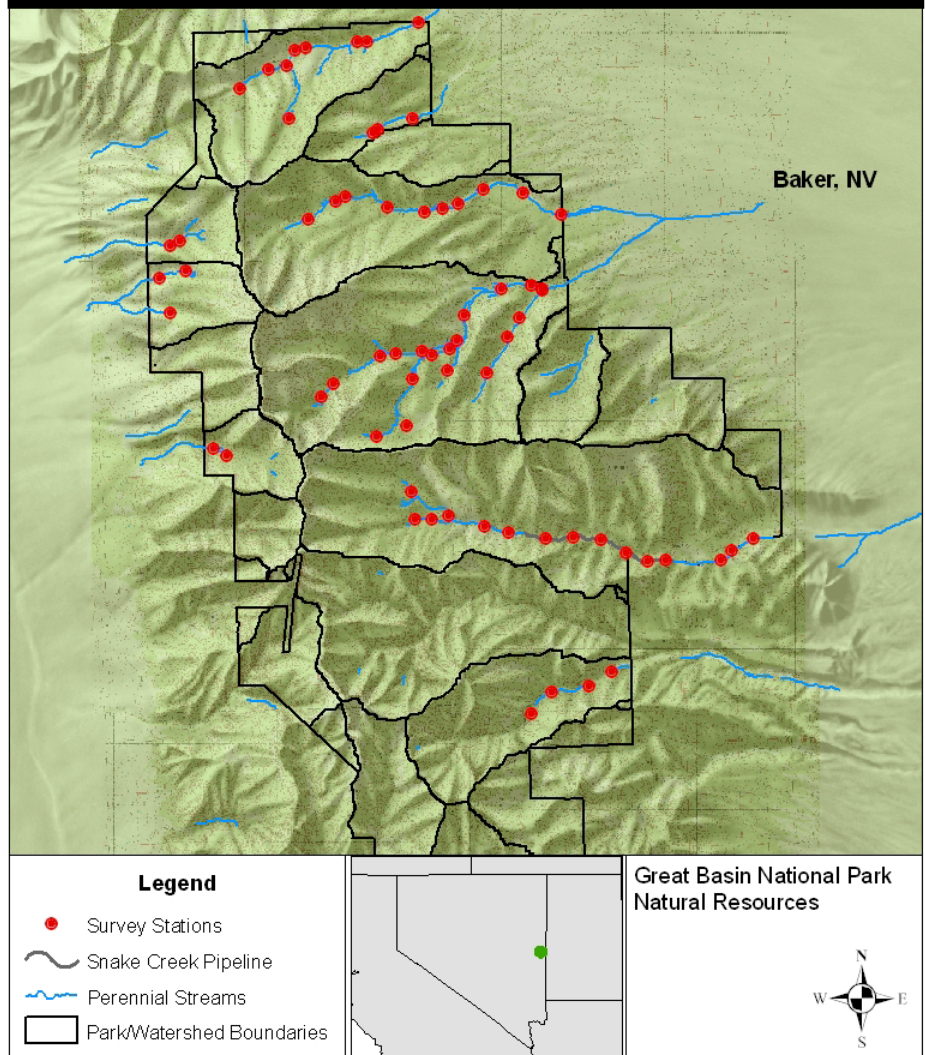 Baker, NV
Legend
Survey Stations
Snake Creek Pipeline
Perennial Streams
Park/Watershed Boundaries
Great Basin National Park
Natural Resources
N
W E
S